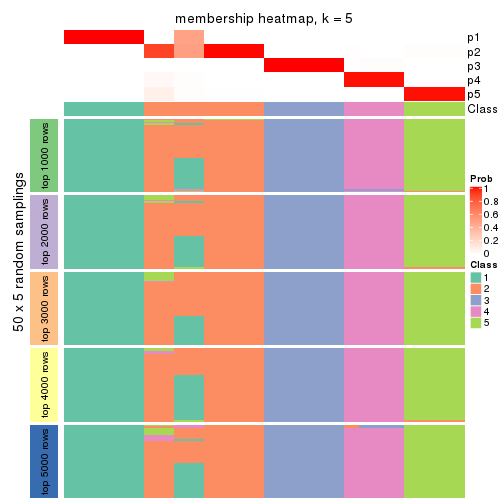 membership heatmap, k = 5
p1
p2
p3
p4
p5
Class
50 x 5 random samplings
top 1000 rows
top 2000 rows
top 3000 rows
top 4000 rows
top 5000 rows
Prob
1
0.8
0.6
0.4
0.2
0
Class
1
2
3
4
5